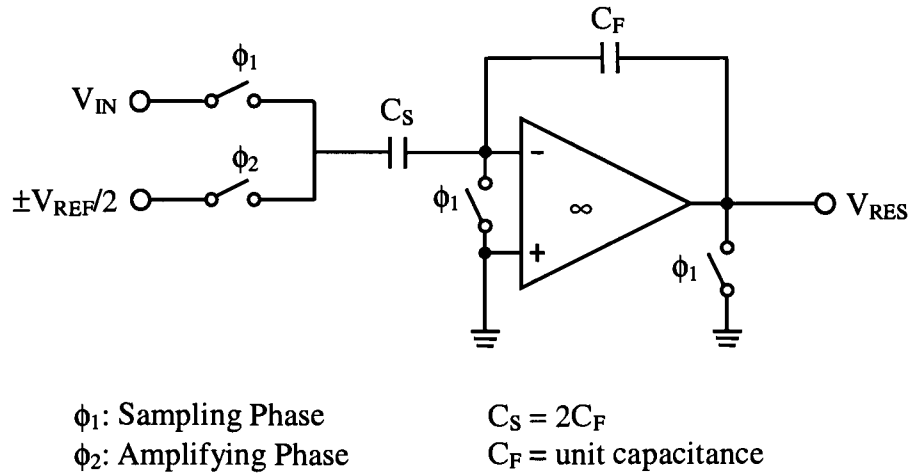 ϕ₁
C_F
V_IN
C_S
ϕ₂
±V_REF/2
ϕ₁
−
∞
+
V_RES
ϕ₁
ϕ₁: Sampling Phase
C_S = 2C_F
ϕ₂: Amplifying Phase
C_F = unit capacitance